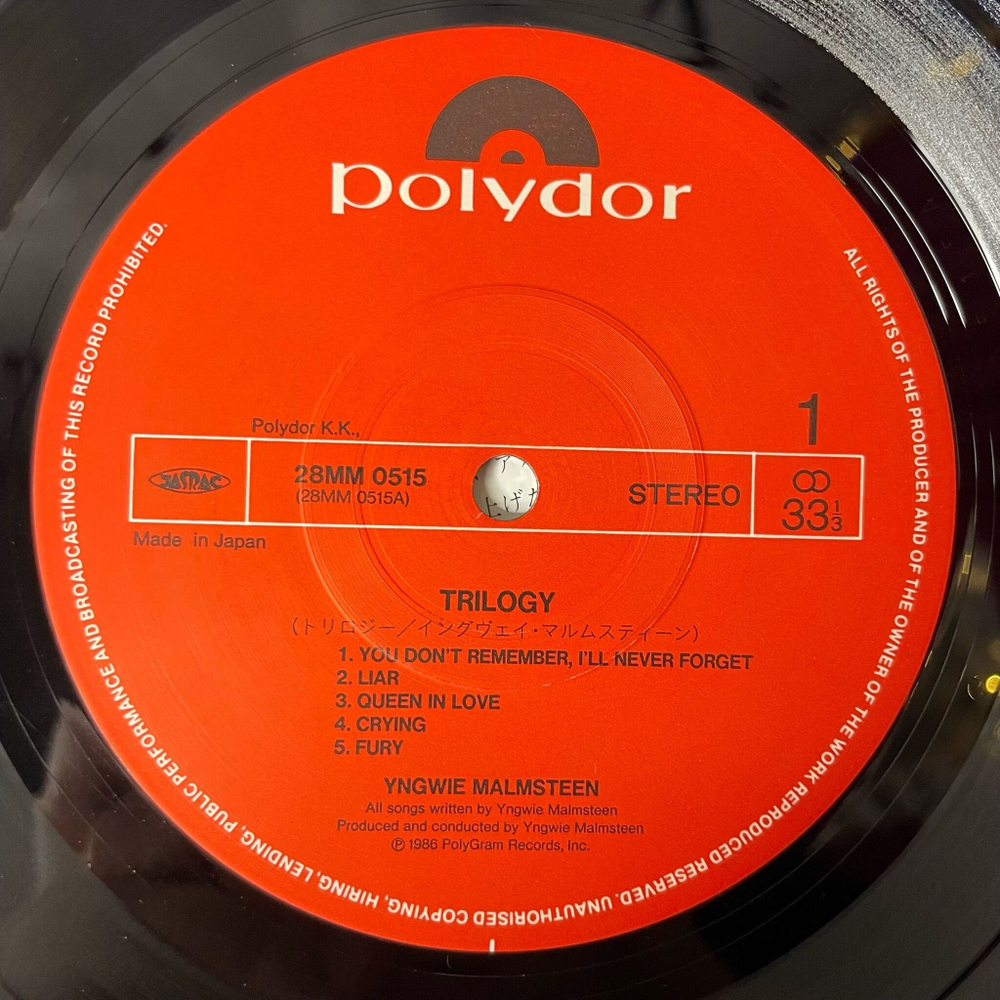 polydor
BROADCASTING OF THIS RECORD PROHIBITED.
ALL RIGHTS OF THE PRODUCER AND OF THE OWNER OF THE WORK REPRODUCED RESERVED. UNAUTHORISED COPYING, HIRING, LENDING, PUBLIC PERFORMANCE AND
1
Polydor K.K.,
JASRAC
28MM 0515
(28MM 0515A)
STEREO
33 1/3
Made in Japan
上げ
TRILOGY
(トリロジー／イングヴェイ・マルムスティーン)
1. YOU DON'T REMEMBER, I'LL NEVER FORGET
2. LIAR
3. QUEEN IN LOVE
4. CRYING
5. FURY
YNGWIE MALMSTEEN
All songs written by Yngwie Malmsteen
Produced and conducted by Yngwie Malmsteen
℗ 1986 PolyGram Records, Inc.